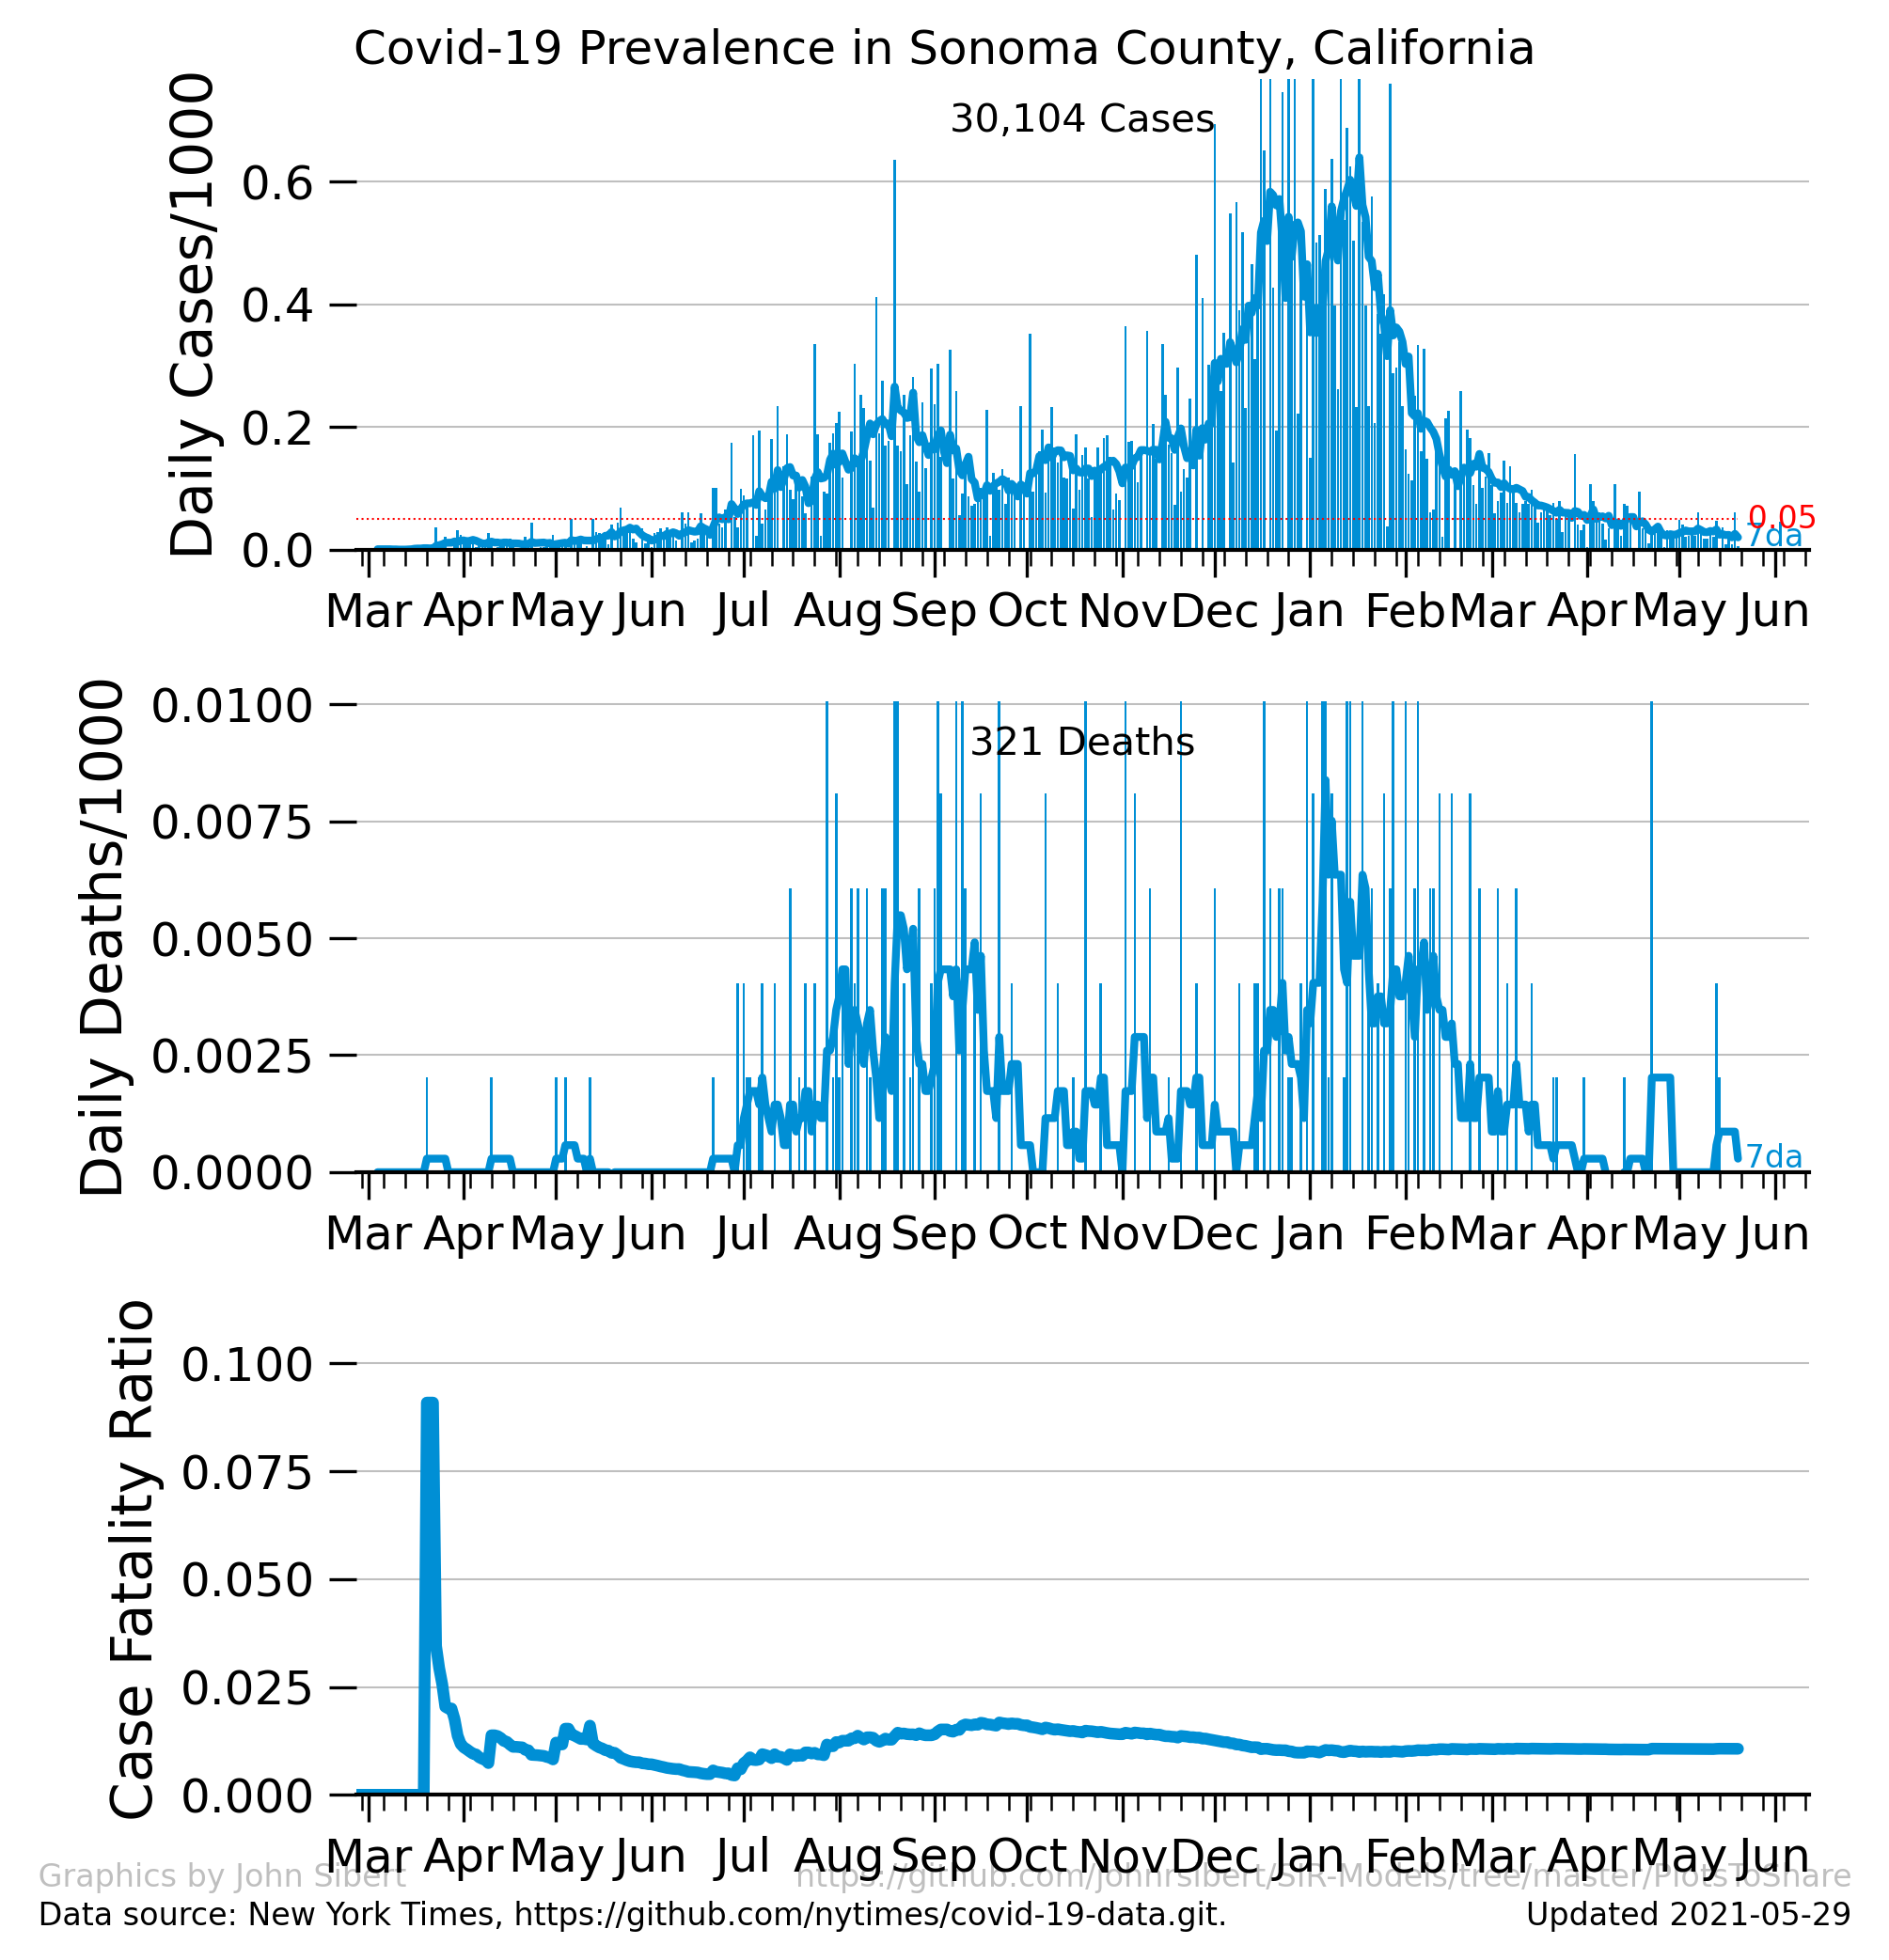 Covid-19 Prevalence in Sonoma County, California
Daily Cases/1000
30,104 Cases
0.6
0.4
0.2
0.0
0.05
7da
Mar Apr May Jun Jul Aug Sep Oct Nov Dec Jan Feb Mar Apr May Jun
Daily Deaths/1000
321 Deaths
0.0100
0.0075
0.0050
0.0025
0.0000
7da
Mar Apr May Jun Jul Aug Sep Oct Nov Dec Jan Feb Mar Apr May Jun
Case Fatality Ratio
0.100
0.075
0.050
0.025
0.000
Mar Apr May Jun Jul Aug Sep Oct Nov Dec Jan Feb Mar Apr May Jun
Graphics by John Sibert https://github.com/johnrsibert/SIR-Models/tree/master/PlotsToShare
Data source: New York Times, https://github.com/nytimes/covid-19-data.git. Updated 2021-05-29